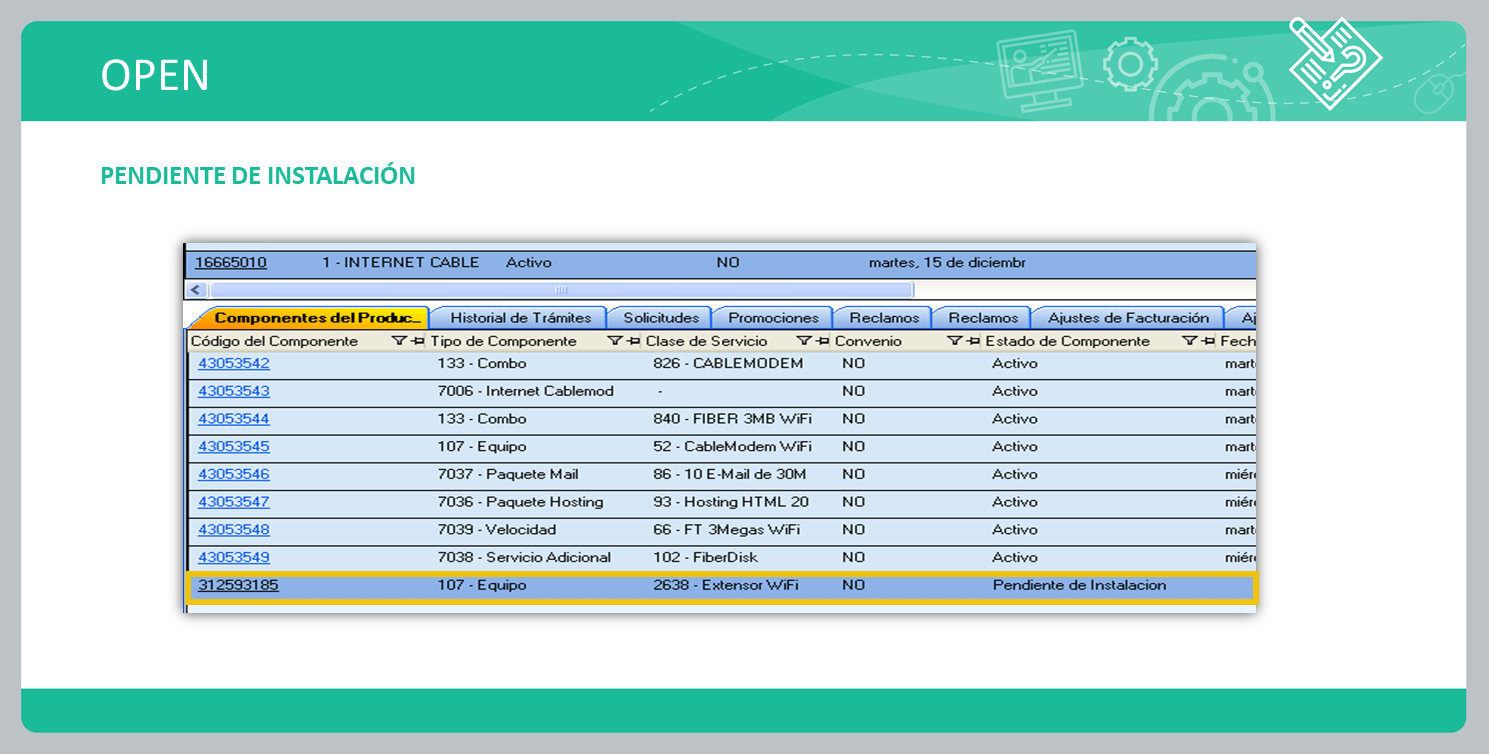 OPEN
PENDIENTE DE INSTALACIÓN
16665010 1 - INTERNET CABLE Activo NO martes, 15 de diciembr
Componentes del Produc... Historial de Trámites Solicitudes Promociones Reclamos Reclamos Ajustes de Facturación Aj
Código del Componente Tipo de Componente Clase de Servicio Convenio Estado de Componente Fech
43053542 133 - Combo 826 - CABLEMODEM NO Activo mart
43053543 7006 - Internet Cablemod - NO Activo mart
43053544 133 - Combo 840 - FIBER 3MB WiFi NO Activo mart
43053545 107 - Equipo 52 - CableModem WiFi NO Activo mart
43053546 7037 - Paquete Mail 86 - 10 E-Mail de 30M NO Activo miér
43053547 7036 - Paquete Hosting 93 - Hosting HTML 20 NO Activo miér
43053548 7039 - Velocidad 66 - FT 3Megas WiFi NO Activo mart
43053549 7038 - Servicio Adicional 102 - FiberDisk NO Activo miér
312593185 107 - Equipo 2638 - Extensor WiFi NO Pendiente de Instalacion